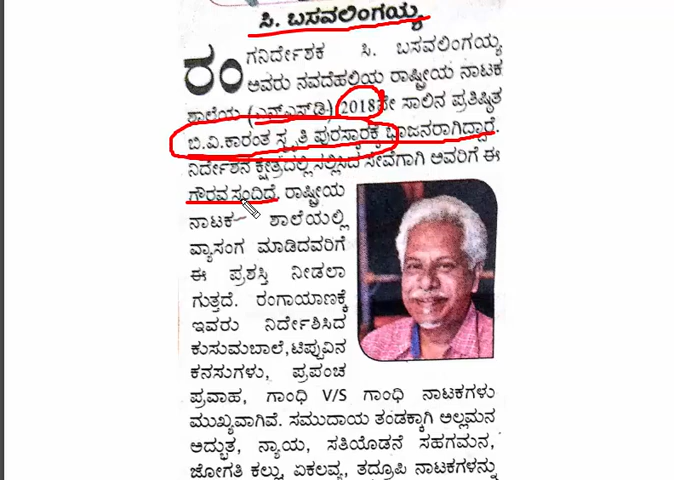 ಸಿ. ಬಸವಲಿಂಗಯ್ಯ
ರಂಗನಿರ್ದೇಶಕ ಸಿ. ಬಸವಲಿಂಗಯ್ಯ
ಅವರು ನವದೆಹಲಿಯ ರಾಷ್ಟ್ರೀಯ ನಾಟಕ
ಶಾಲೆಯ (ಎನ್‌ಎಸ್‌ಡಿ) 2018ನೇ ಸಾಲಿನ ಪ್ರತಿಷ್ಠಿತ
ಬಿ.ವಿ.ಕಾರಂತ ಸ್ಮೃತಿ ಪುರಸ್ಕಾರಕ್ಕೆ ಭಾಜನರಾಗಿದ್ದಾರೆ.
ನಿರ್ದೇಶನ ಕ್ಷೇತ್ರದಲ್ಲಿ ಸಲ್ಲಿಸಿದ ಸೇವೆಗಾಗಿ ಅವರಿಗೆ ಈ
ಗೌರವ ಸಂದಿದೆ. ರಾಷ್ಟ್ರೀಯ
ನಾಟಕ ಶಾಲೆಯಲ್ಲಿ
ವ್ಯಾಸಂಗ ಮಾಡಿದವರಿಗೆ
ಈ ಪ್ರಶಸ್ತಿ ನೀಡಲಾ
ಗುತ್ತದೆ. ರಂಗಾಯಣಕ್ಕೆ
ಇವರು ನಿರ್ದೇಶಿಸಿದ
ಕುಸುಮಬಾಲೆ,ಟಿಪ್ಪುವಿನ
ಕನಸುಗಳು, ಪ್ರಪಂಚ
ಪ್ರವಾಹ, ಗಾಂಧಿ V/S ಗಾಂಧಿ ನಾಟಕಗಳು
ಮುಖ್ಯವಾಗಿವೆ. ಸಮುದಾಯ ತಂಡಕ್ಕಾಗಿ ಅಲ್ಲಮನ
ಅದ್ಭುತ, ನ್ಯಾಯ, ಸತಿಯೊಡನೆ ಸಹಗಮನ,
ಜೋಗತಿ ಕಲ್ಲು, ಏಕಲವ್ಯ, ತದ್ರೂಪಿ ನಾಟಕಗಳನ್ನು